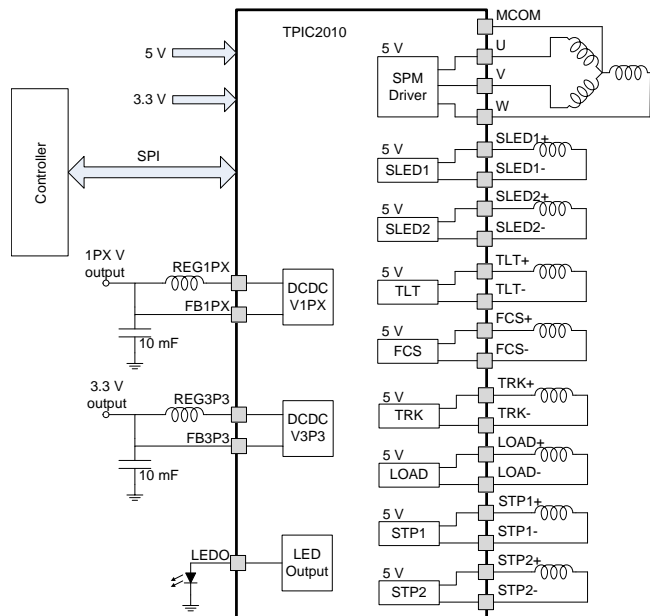 TPIC2010
5 V
3.3 V
Controller
SPI
1PX V
output
REG1PX
FB1PX
DCDC
V1PX
10 mF
3.3 V
output
REG3P3
FB3P3
DCDC
V3P3
10 mF
LEDO
LED
Output
MCOM
5 V
SPM
Driver
U
V
W
5 V
SLED1
SLED1+
SLED1-
5 V
SLED2
SLED2+
SLED2-
5 V
TLT
TLT+
TLT-
5 V
FCS
FCS+
FCS-
5 V
TRK
TRK+
TRK-
5 V
LOAD
LOAD+
LOAD-
5 V
STP1
STP1+
STP1-
5 V
STP2
STP2+
STP2-